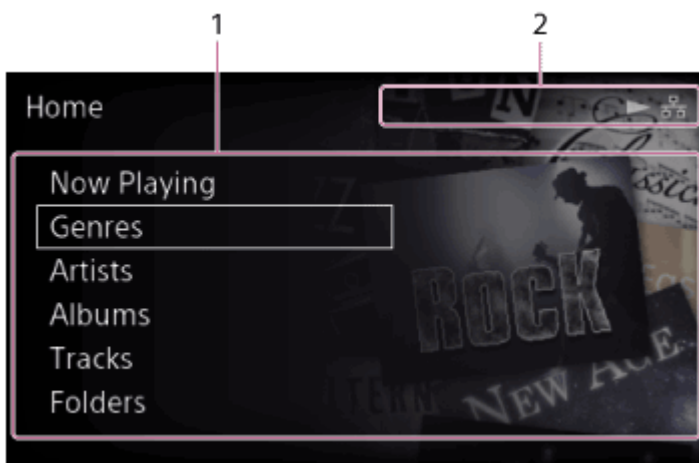 1 2
Home
Now Playing
Genres
Artists
Albums
Tracks
Folders
ROCK
NEW AGE